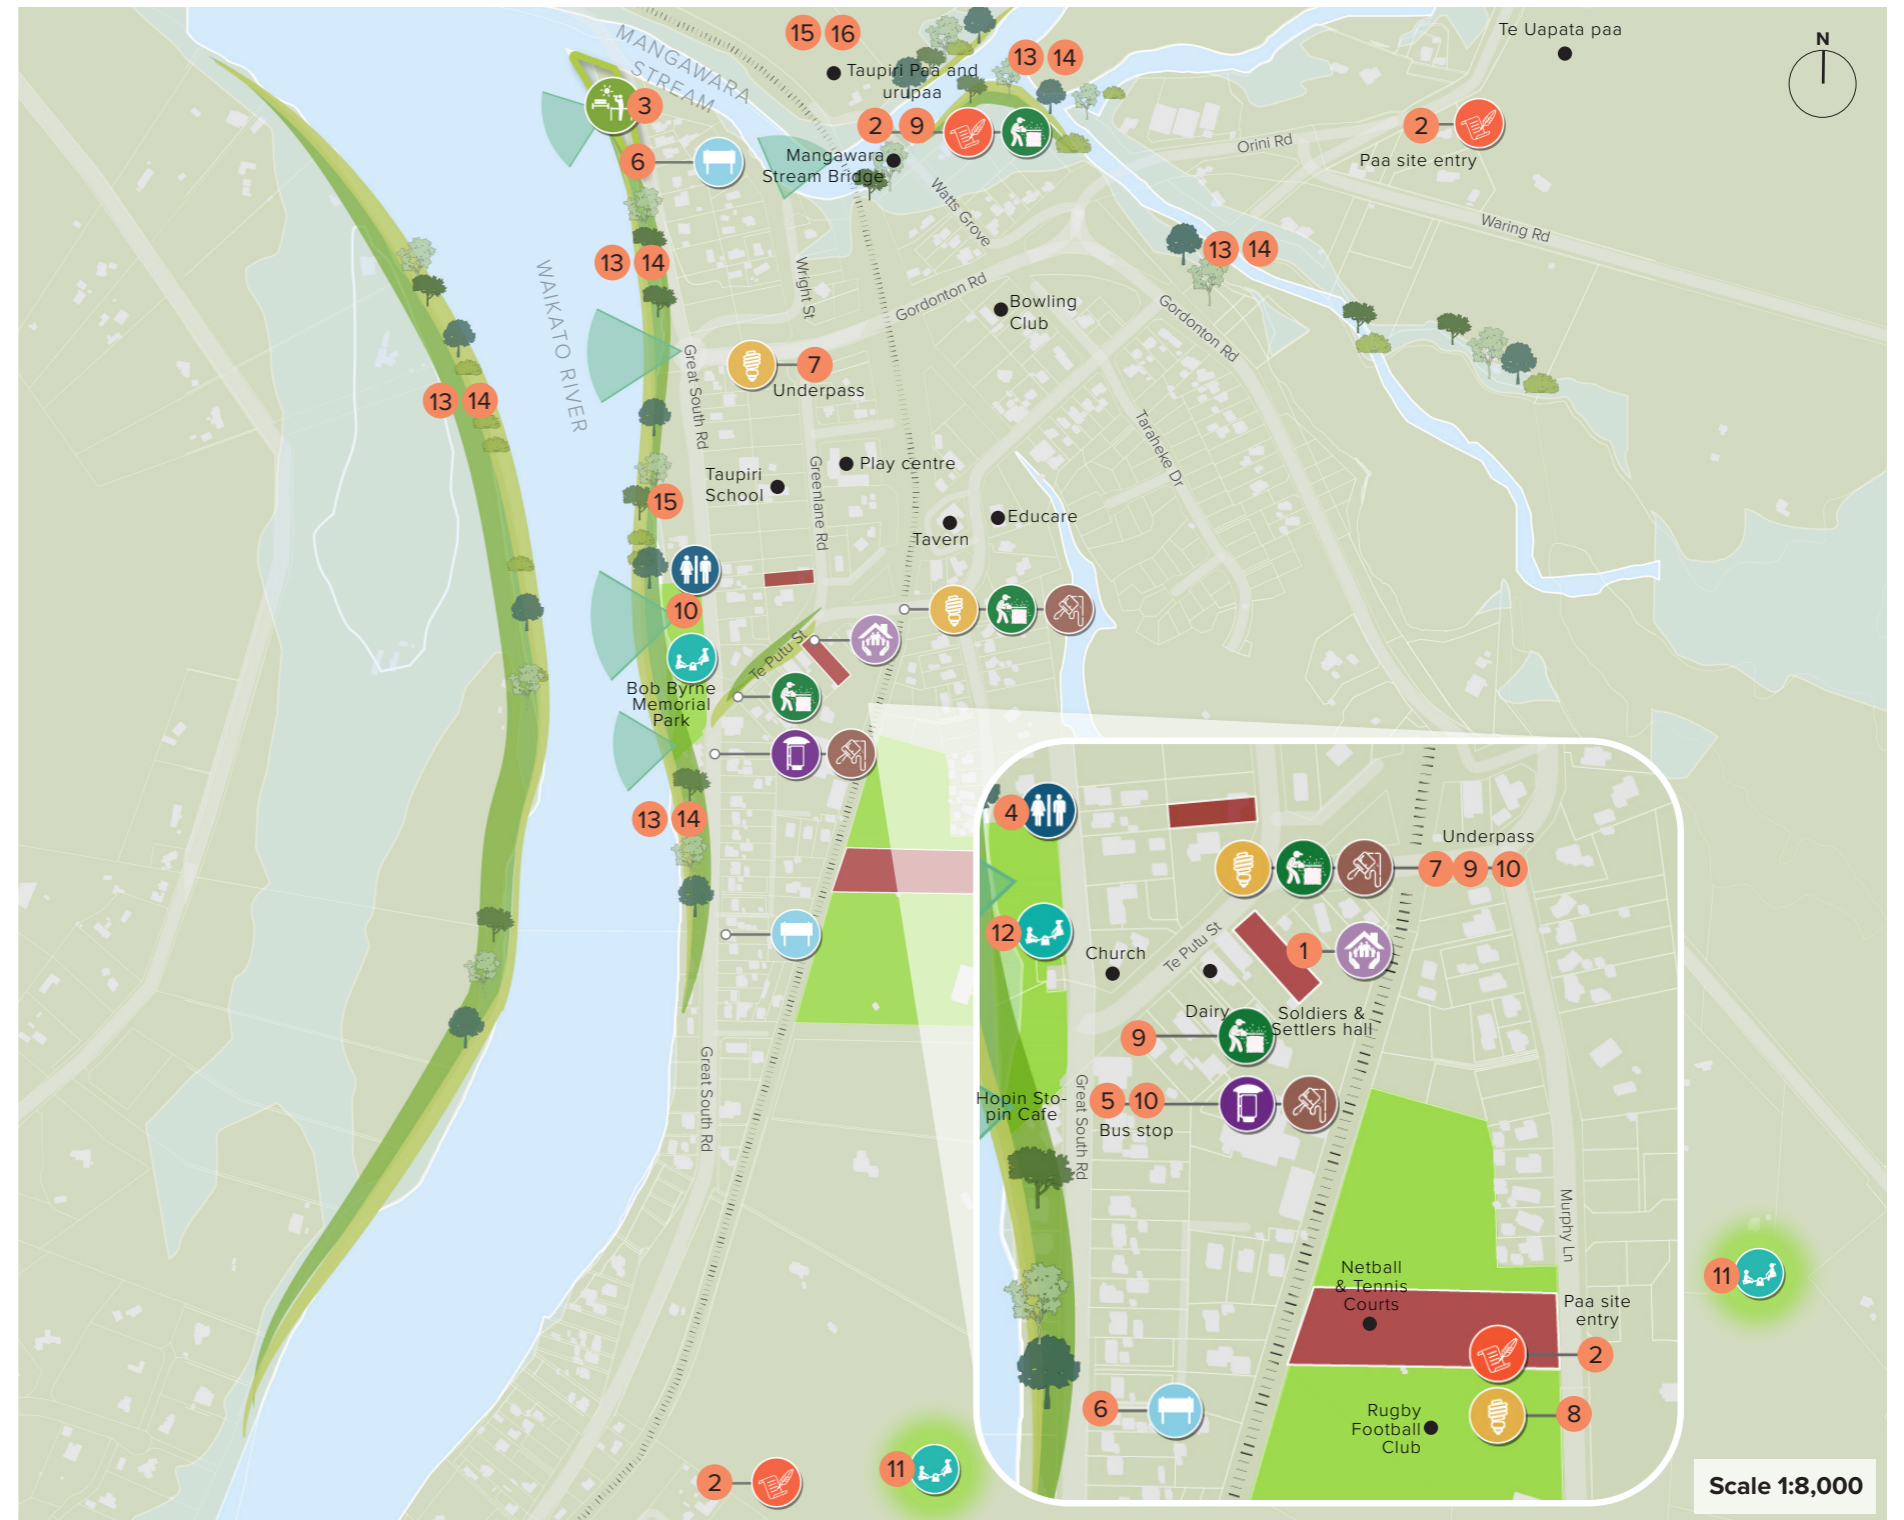 15 16
Taupiri Paa and
urupaa
13 14
Te Uapata paa
N
MANGAWARA
STREAM
3
2 9
2
Paa site entry
Orini Rd
6
Mangawara
Stream Bridge
Watts Grove
Waring Rd
13 14
13 14
WAIKATO RIVER
Wright St
Gordonton Rd
Bowling
Club
Gordonton Rd
Great South Rd
7
Underpass
13 14
Taraheke Dr
Play centre
Taupiri
School
Greenlane Rd
15
Educare
Tavern
10
Te Putu St
Bob Byrne
Memorial
Park
13 14
Great South Rd
4
Underpass
7 9 10
12
Church
Te Putu St
1
Dairy
Soldiers &
Settlers hall
9
Hopin Sto-
pin Cafe
Great South Rd
5 10
Bus stop
Murphy Ln
Netball
& Tennis
Courts
Paa site
entry
2
6
Rugby
Football
Club
8
11
2
11
Scale 1:8,000